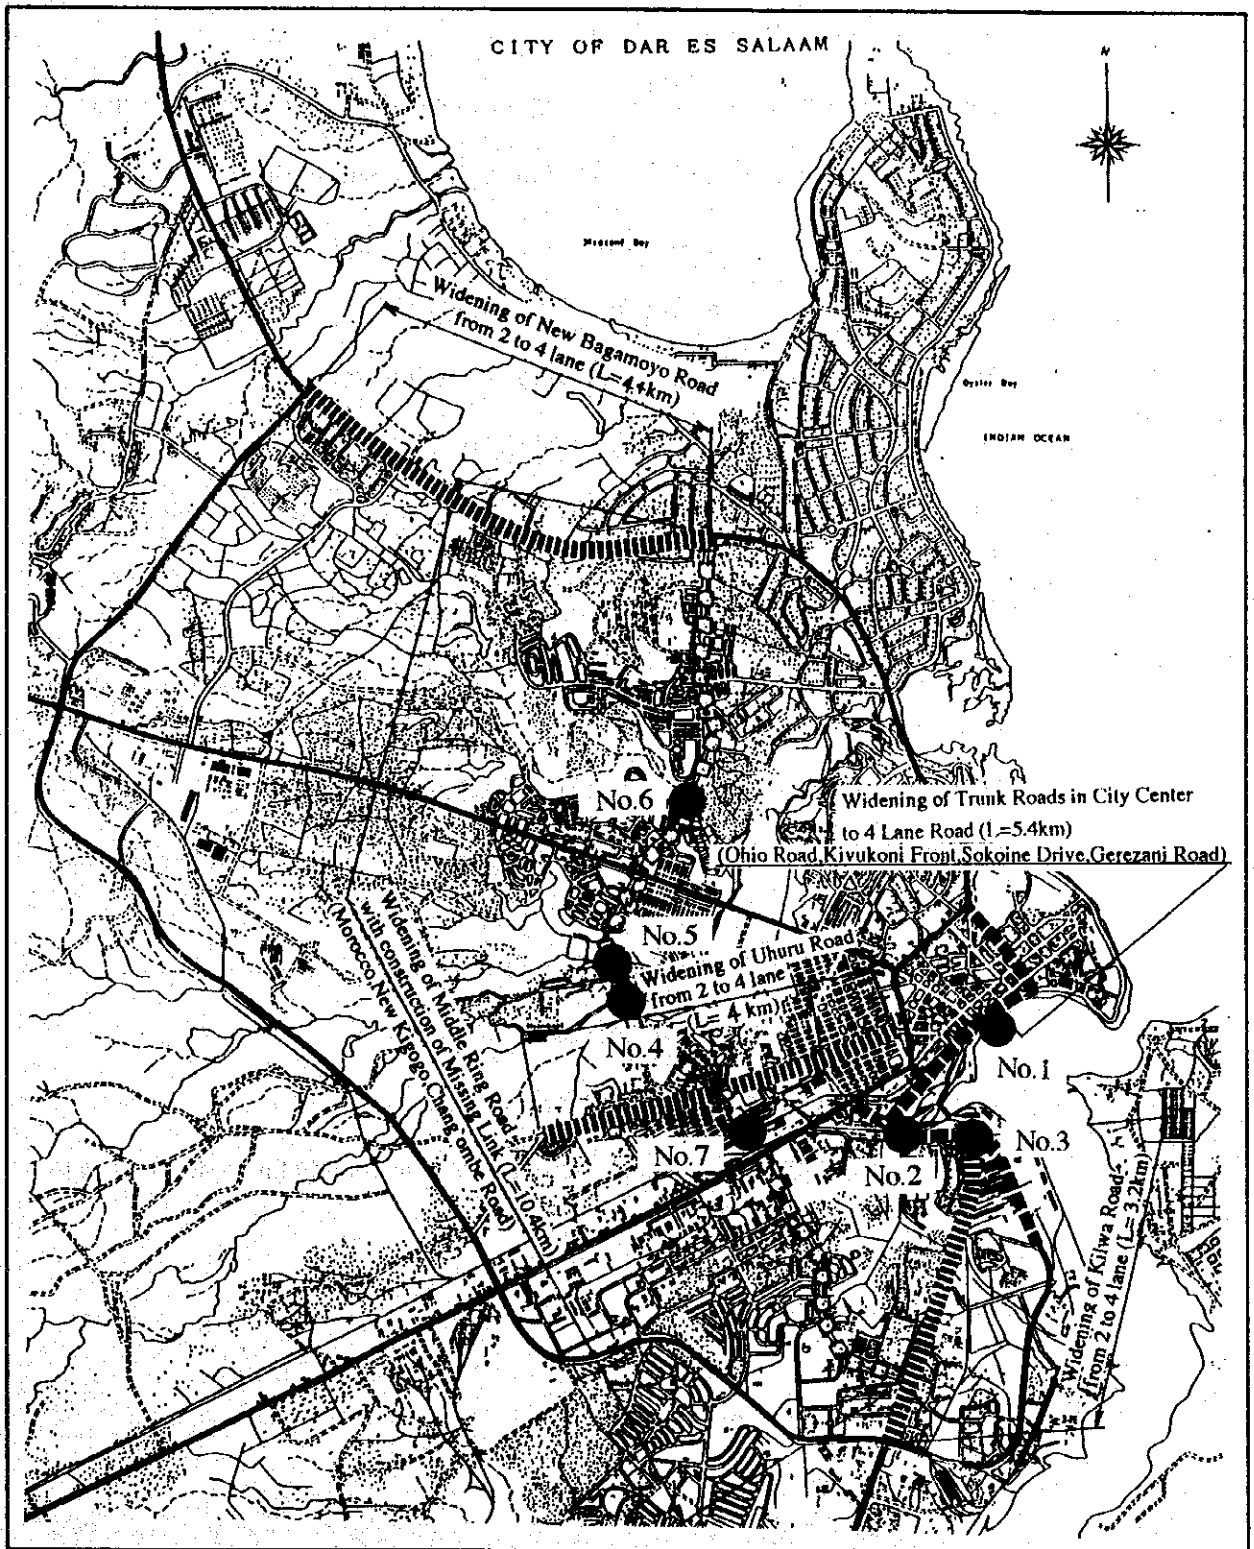 CITY OF DAR ES SALAAM
N
Msasani Bay
Widening of New Bagamoyo Road
from 2 to 4 lane (L=4.4km)
Oyster Bay
INDIAN OCEAN
No.6
Widening of Trunk Roads in City Center
to 4 Lane Road (L=5.4km)
(Ohio Road,Kivukoni Front,Sokoine Drive,Gerezani Road)
No.5
Widening of Uhuru Road
from 2 to 4 lane
(L= 4 km)
Widening of Middle Ring Road
with construction of Missing Link (L=10.4km)
(Morocco,New Kigogo,Chang'ombe Road)
No.4
No.1
No.7
No.2
No.3
Widening of Kilwa Road
from 2 to 4 lane (L=3.2km)